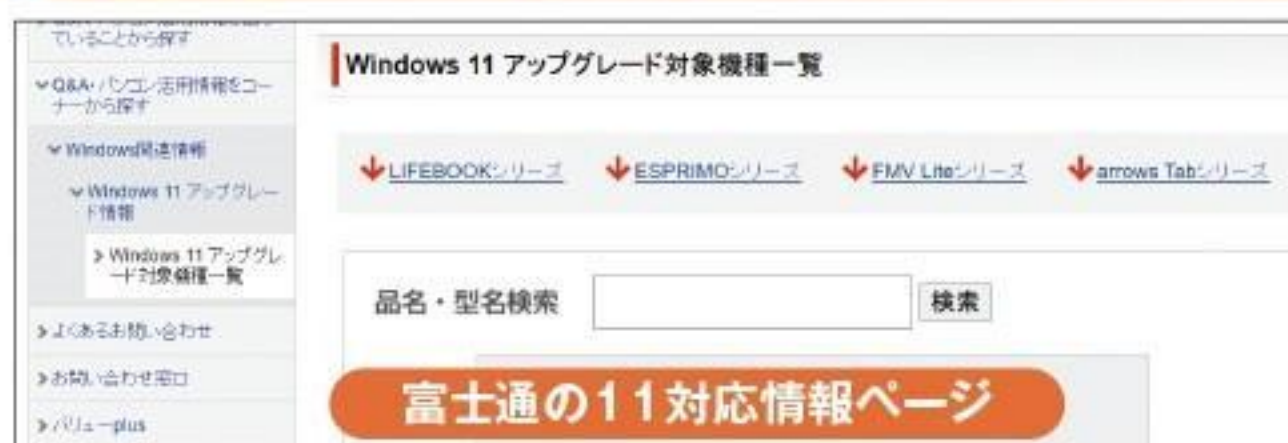 ていることから探す
Q&A・パソコン活用情報をコー
ナーから探す
Windows関連情報
Windows 11 アップグレー
ド情報
Windows 11 アップグレ
ード対象機種一覧
よくあるお問い合わせ
お問い合わせ窓口
バリューplus
Windows 11 アップグレード対象機種一覧
LIFEBOOKシリーズ ESPRIMOシリーズ FMV Liteシリーズ arrows Tabシリーズ
品名・型名検索 検索
富士通の11対応情報ページ